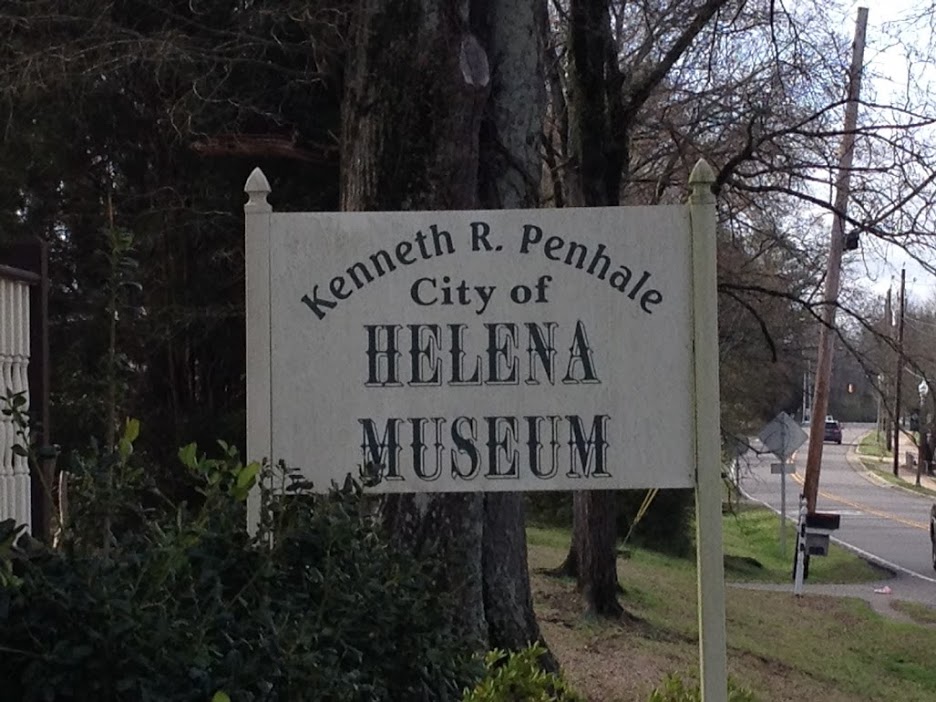 Kenneth R. Penhale
City of
HELENA
MUSEUM